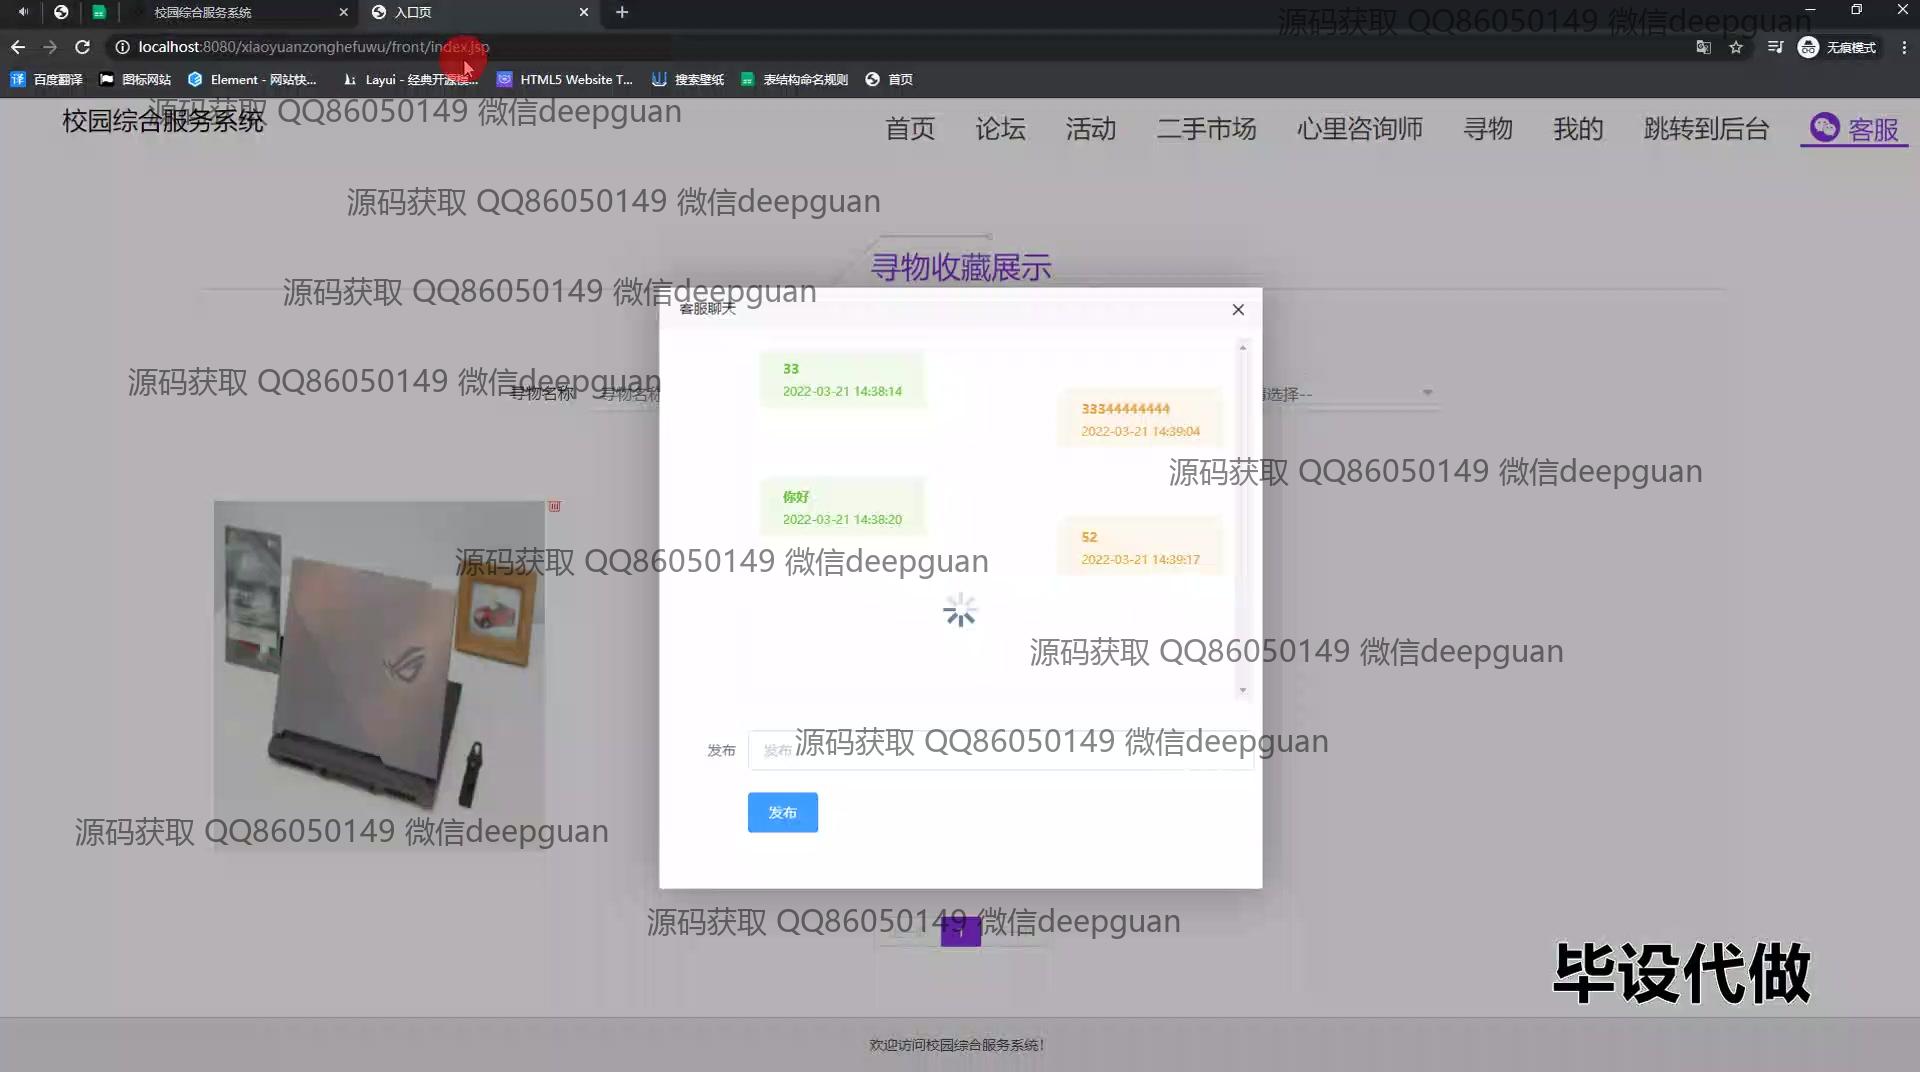 校园综合服务系统
入口页
localhost:8080/xiaoyuanzonghefuwu/front/index.jsp
无痕模式
百度翻译
图标网站
Element - 网站快...
Layui - 经典开源模...
HTML5 Website T...
搜索壁纸
表结构命名规则
首页
源码获取 QQ86050149 微信deepguan
校园综合服务系统
源码获取 QQ86050149 微信deepguan
首页
论坛
活动
二手市场
心里咨询师
寻物
我的
跳转到后台
客服
源码获取 QQ86050149 微信deepguan
寻物收藏展示
源码获取 QQ86050149 微信deepguan
客服聊天
33
2022-03-21 14:38:14
源码获取 QQ86050149 微信deepguan
寻物名称
寻物名称
选择--
33344444444
2022-03-21 14:39:04
源码获取 QQ86050149 微信deepguan
你好
2022-03-21 14:38:20
52
2022-03-21 14:39:17
源码获取 QQ86050149 微信deepguan
源码获取 QQ86050149 微信deepguan
发布
发布
源码获取 QQ86050149 微信deepguan
发布
源码获取 QQ86050149 微信deepguan
源码获取 QQ86050149 微信deepguan
1
毕设代做
欢迎访问校园综合服务系统!